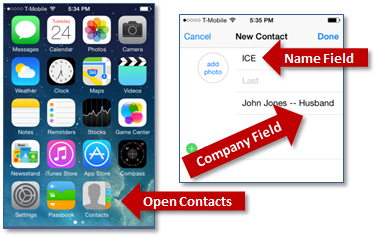 T-Mobile 5:34 PM
Messages Calendar Photos Camera
Weather Clock Maps Videos
Notes Reminders Stocks Game Center
Newsstand iTunes Store App Store Compass
Settings Passbook Contacts
Open Contacts
T-Mobile 5:35 PM
Cancel New Contact Done
add
photo
ICE
Name Field
Last
John Jones -- Husband
Company Field